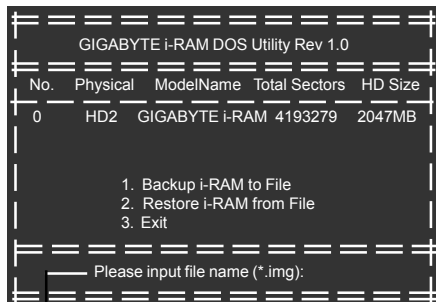 GIGABYTE i-RAM DOS Utility Rev 1.0
No. Physical ModelName Total Sectors HD Size
0 HD2 GIGABYTE i-RAM 4193279 2047MB
1. Backup i-RAM to File
2. Restore i-RAM from File
3. Exit
Please input file name (*.img):